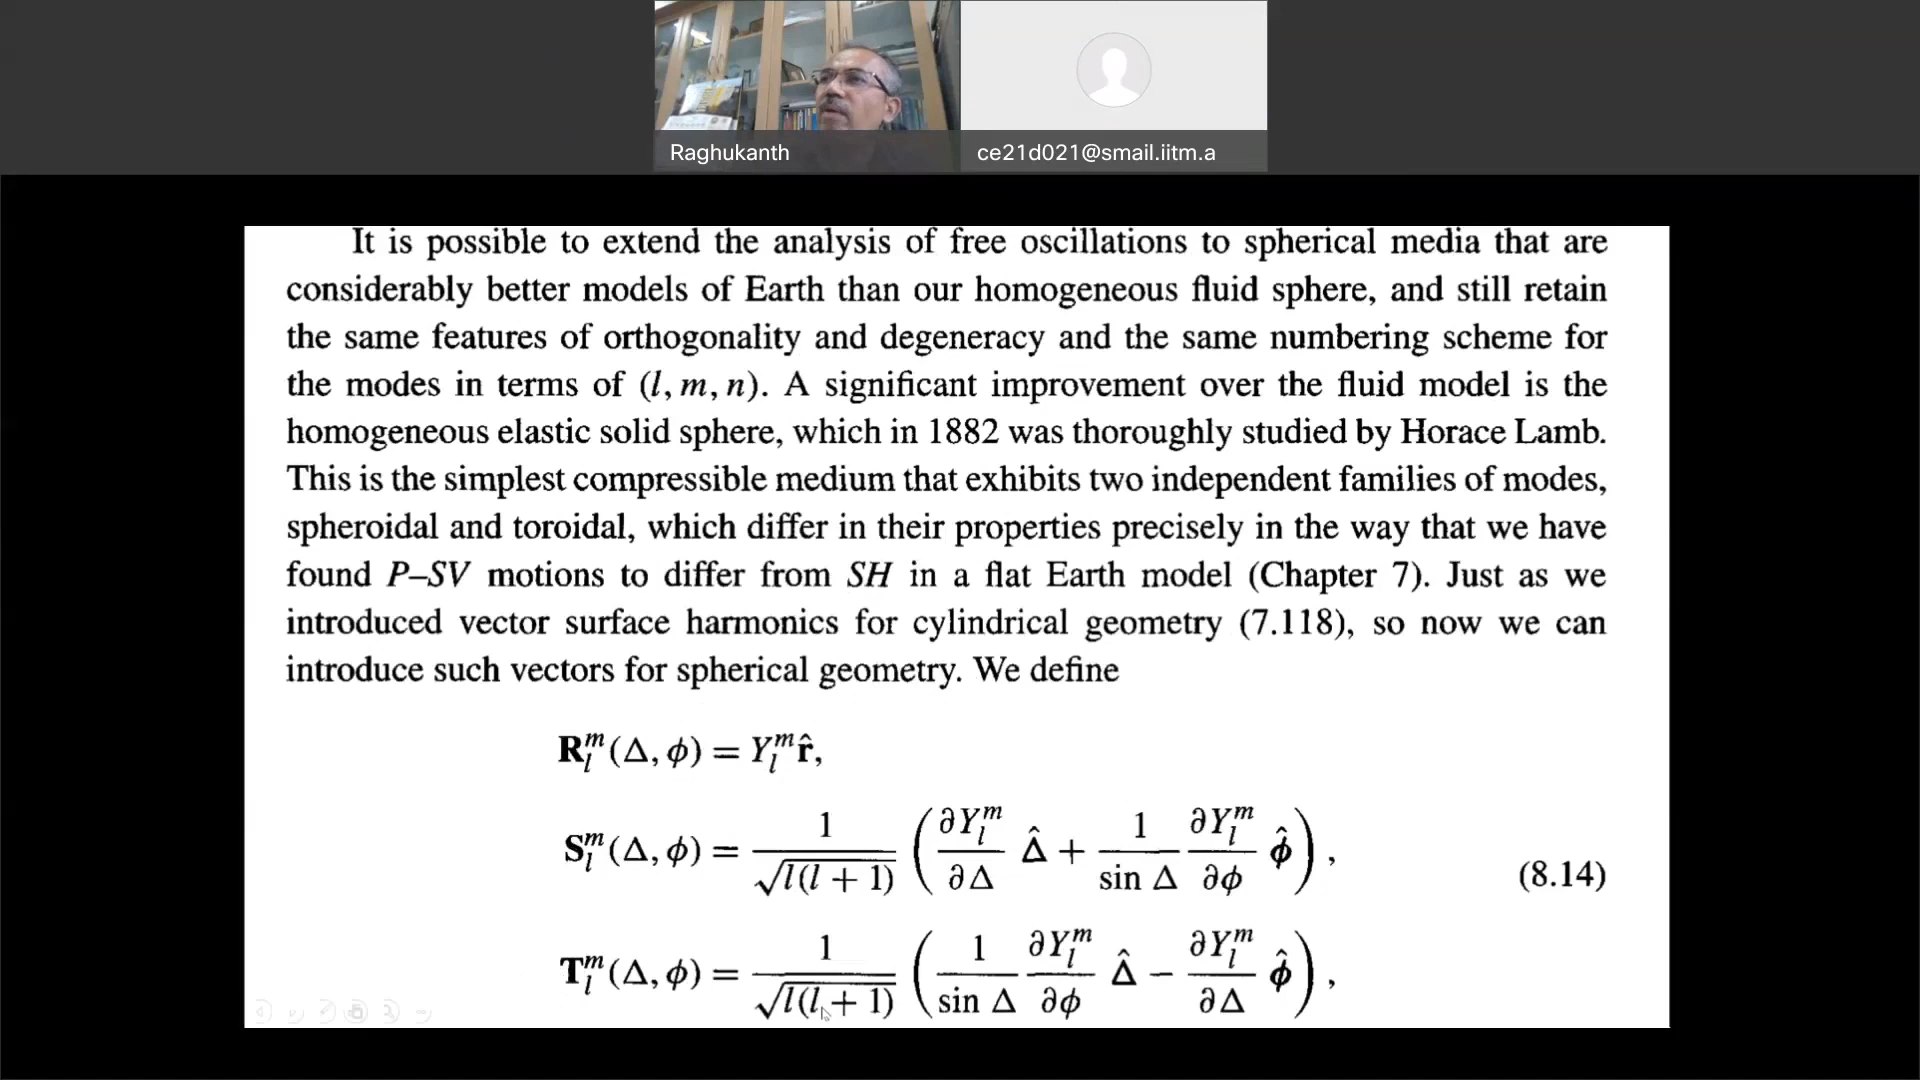 Raghukanth
ce21d021@smail.iitm.a
It is possible to extend the analysis of free oscillations to spherical media that are
considerably better models of Earth than our homogeneous fluid sphere, and still retain
the same features of orthogonality and degeneracy and the same numbering scheme for
the modes in terms of (l, m, n). A significant improvement over the fluid model is the
homogeneous elastic solid sphere, which in 1882 was thoroughly studied by Horace Lamb.
This is the simplest compressible medium that exhibits two independent families of modes,
spheroidal and toroidal, which differ in their properties precisely in the way that we have
found P–SV motions to differ from SH in a flat Earth model (Chapter 7). Just as we
introduced vector surface harmonics for cylindrical geometry (7.118), so now we can
introduce such vectors for spherical geometry. We define
R_l^m(Δ, ϕ) = Y_l^m r̂,
S_l^m(Δ, ϕ) = 1/√(l(l + 1)) (∂Y_l^m/∂Δ Δ̂ + 1/sin Δ ∂Y_l^m/∂ϕ ϕ̂),
(8.14)
T_l^m(Δ, ϕ) = 1/√(l(l + 1)) (1/sin Δ ∂Y_l^m/∂ϕ Δ̂ − ∂Y_l^m/∂Δ ϕ̂),